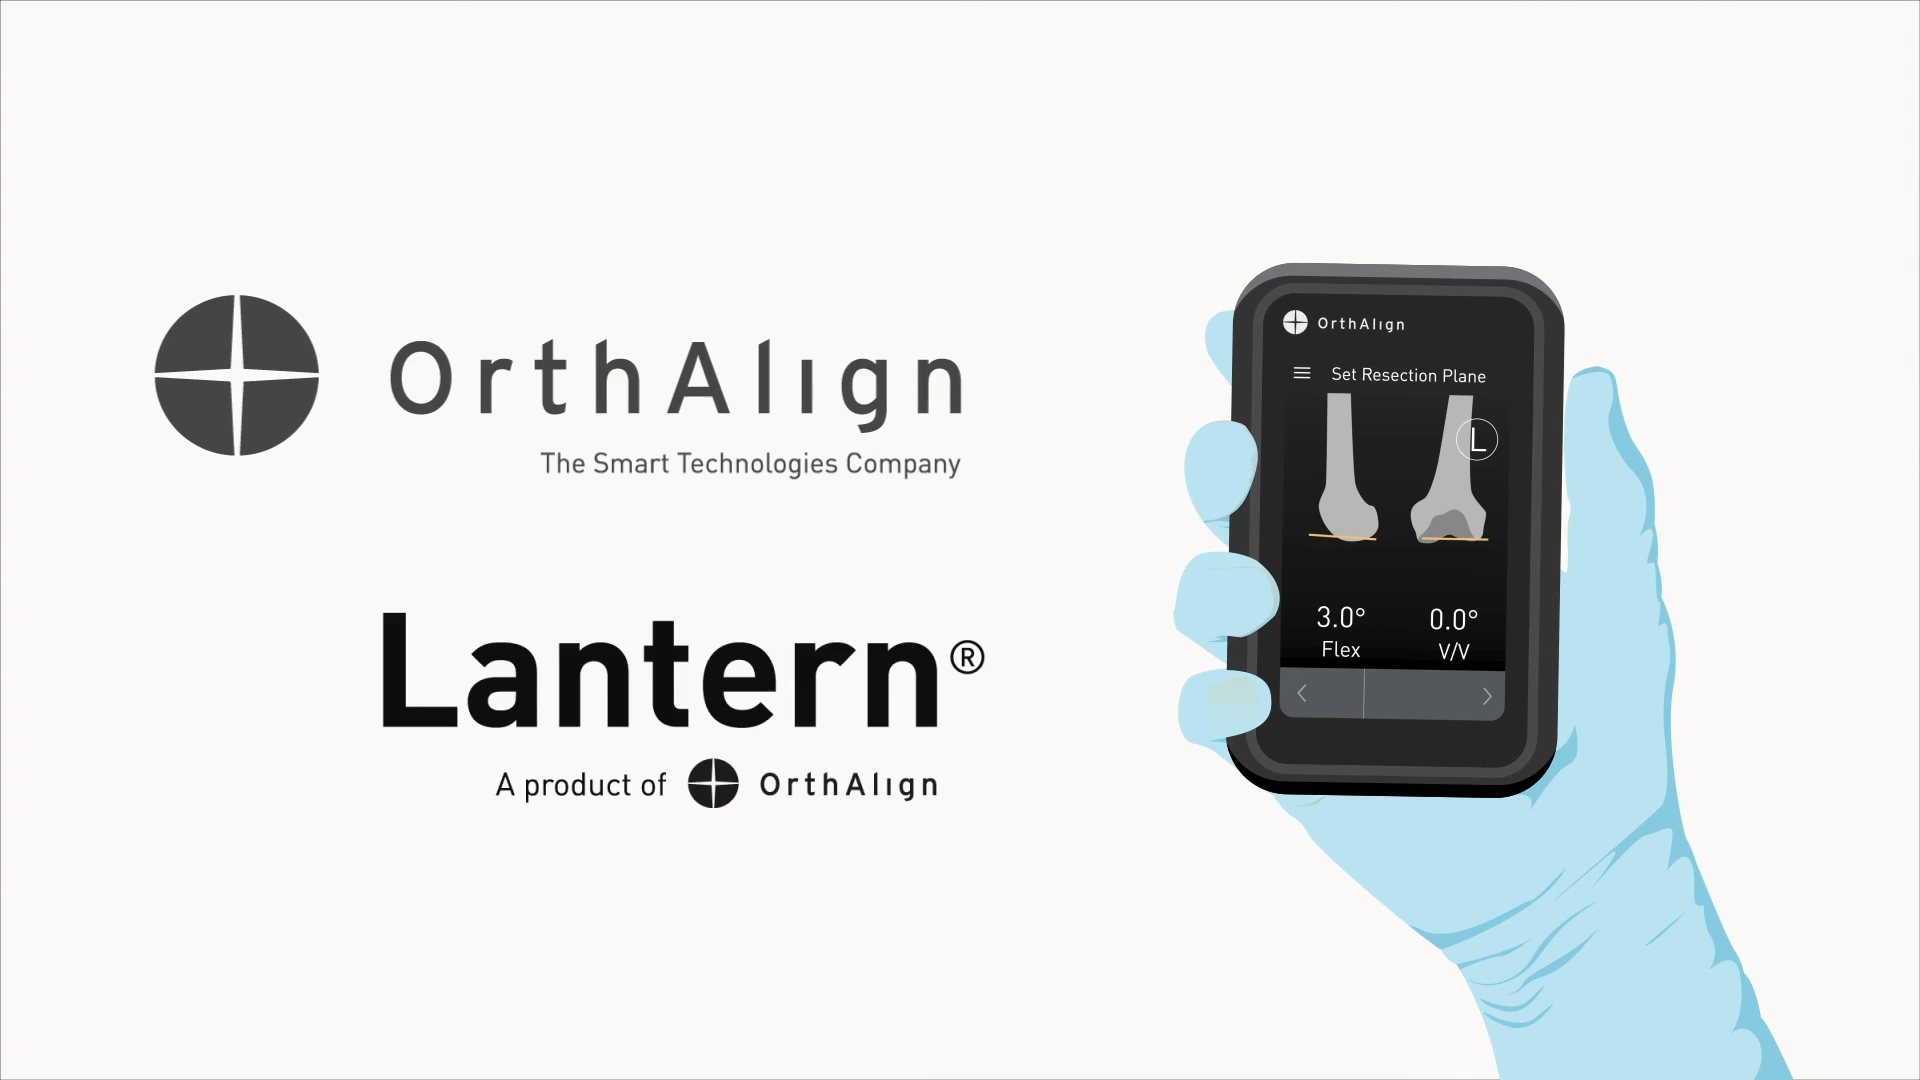 OrthAlign
The Smart Technologies Company
Lantern®
A product of OrthAlign
OrthAlign
Set Resection Plane
L
3.0° 0.0°
Flex V/V